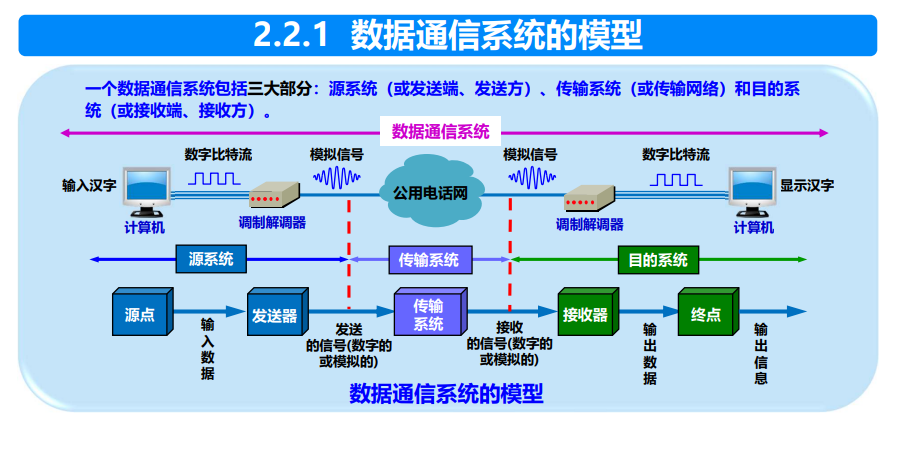 2.2.1 数据通信系统的模型
一个数据通信系统包括三大部分：源系统（或发送端、发送方）、传输系统（或传输网络）和目的系
统（或接收端、接收方）。
数据通信系统
数字比特流
模拟信号
模拟信号
数字比特流
输入汉字
公用电话网
显示汉字
计算机
调制解调器
调制解调器
计算机
源系统
传输系统
目的系统
源点
发送器
传输
系统
接收器
终点
输入数据
发送
的信号(数字的
或模拟的)
接收
的信号(数字的
或模拟的)
输出数据
输出信息
数据通信系统的模型